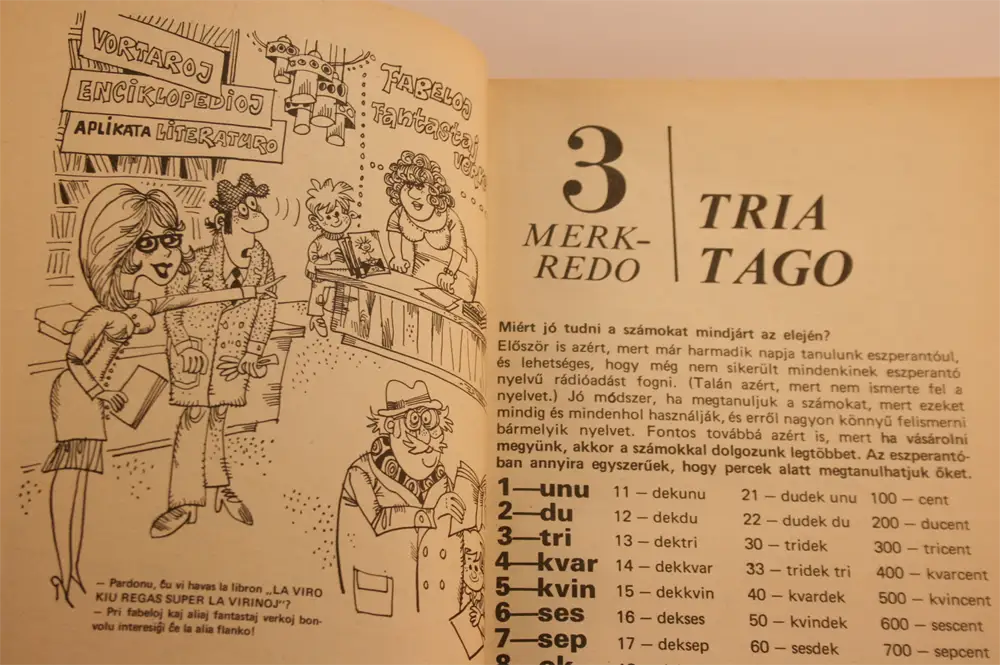 VORTAROJ
ENCIKLOPEDIOJ
APLIKATA LITERATURO
FABELOJ
Fantastaj
verkoj
— Pardonu, ĉu vi havas la libron „LA VIRO
KIU REGAS SUPER LA VIRINOJ"?
— Pri fabeloj kaj aliaj fantastaj verkoj bon-
volu interesiĝi ĉe la alia flanko!
3
MERK-
REDO
TRIA
TAGO
Miért jó tudni a számokat mindjárt az elején?
Először is azért, mert már harmadik napja tanulunk eszperantóul,
és lehetséges, hogy még nem sikerült mindenkinek eszperantó
nyelvű rádióadást fogni. (Talán azért, mert nem ismerte fel a
nyelvet.) Jó módszer, ha megtanuljuk a számokat, mert ezeket
mindig és mindenhol használják, és erről nagyon könnyű felismerni
bármelyik nyelvet. Fontos továbbá azért is, mert ha vásárolni
megyünk, akkor a számokkal dolgozunk legtöbbet. Az eszperantó-
ban annyira egyszerűek, hogy percek alatt megtanulhatjuk őket.
1—unu 11 — dekunu 21 — dudek unu 100 — cent
2—du 12 — dekdu 22 — dudek du 200 — ducent
3—tri 13 — dektri 30 — tridek 300 — tricent
4—kvar 14 — dekkvar 33 — tridek tri 400 — kvarcent
5—kvin 15 — dekkvin 40 — kvardek 500 — kvincent
6—ses 16 — dekses 50 — kvindek 600 — sescent
7—sep 17 — deksep 60 — sesdek 700 — sepcent